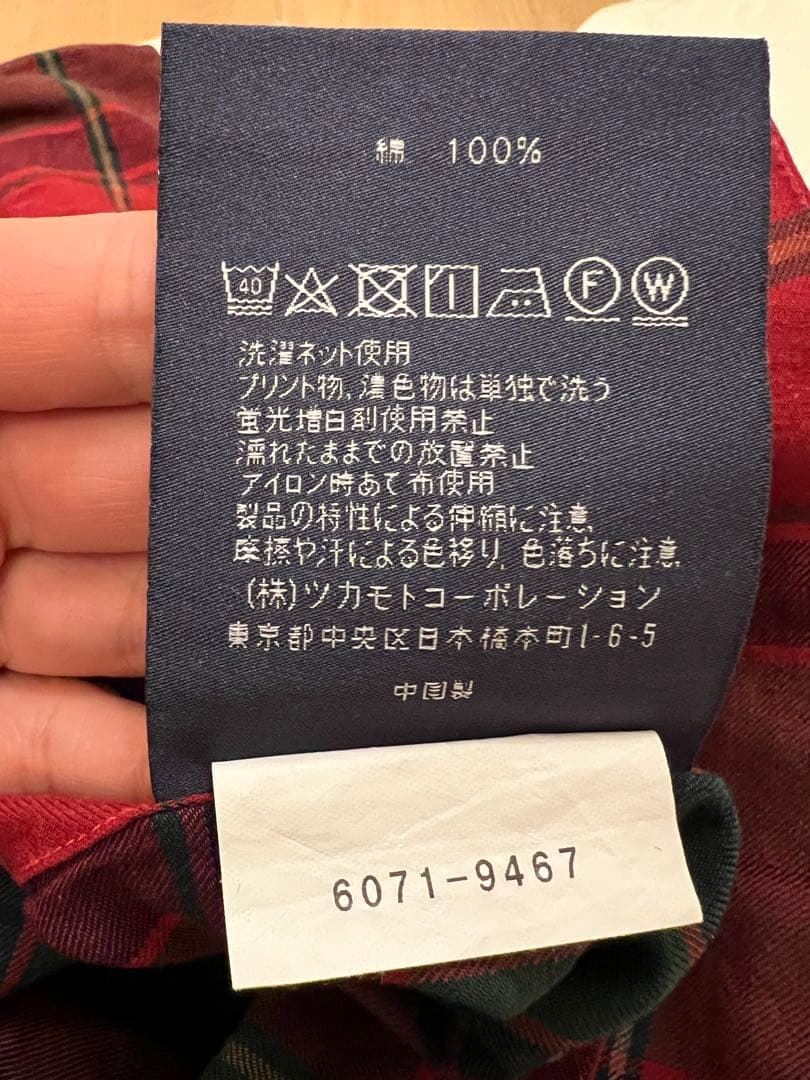 綿 100%
40 F W
洗濯ネット使用
プリント物、濃色物は単独で洗う
蛍光増白剤使用禁止
濡れたままでの放置禁止
アイロン時あて布使用
製品の特性による伸縮に注意
摩擦や汗による色移り、色落ちに注意
(株)ツカモトコーポレーション
東京都中央区日本橋本町1-6-5
中国製
6071-9467